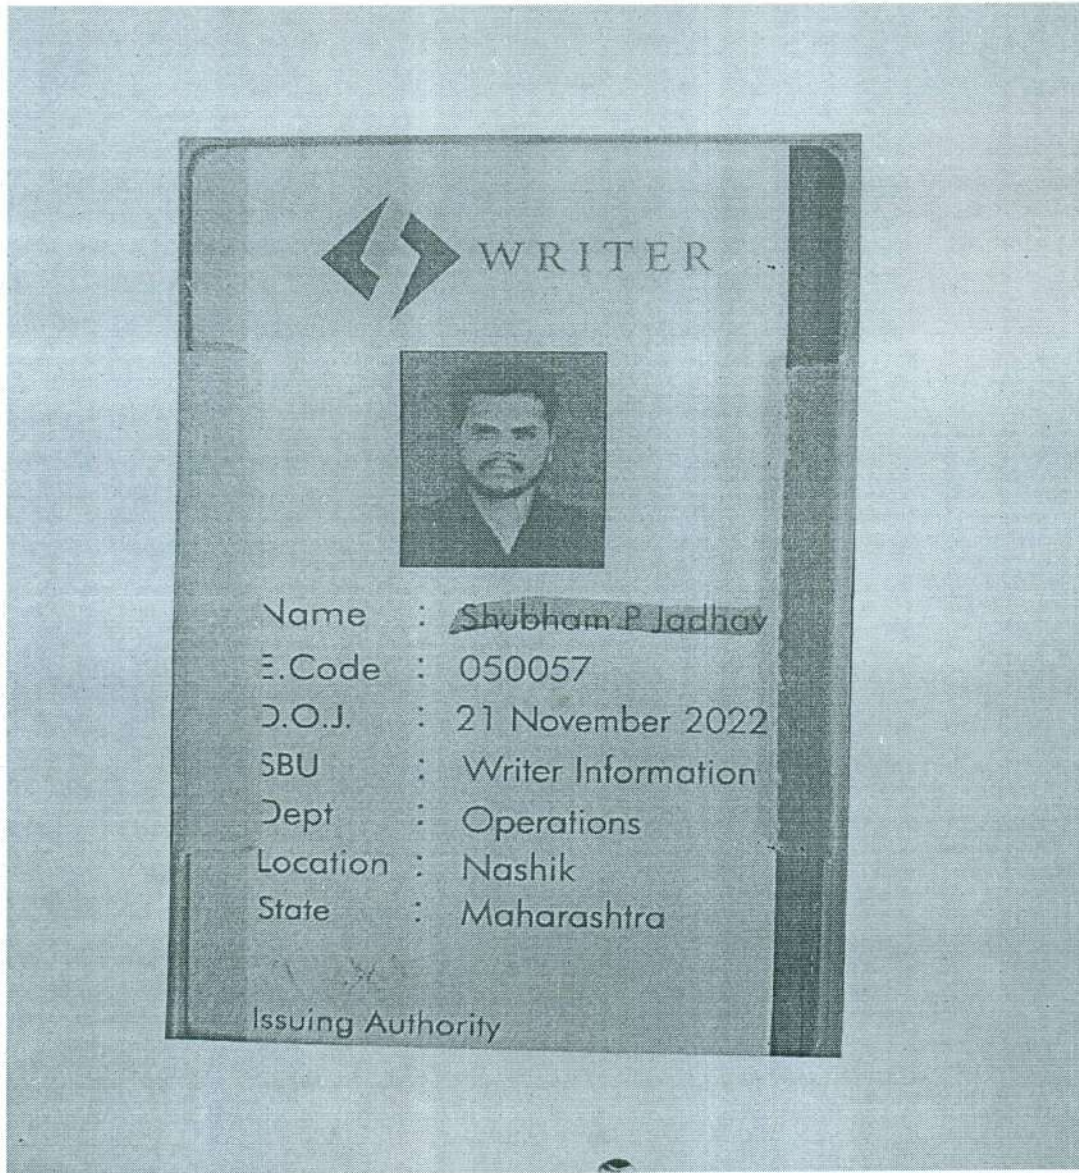 WRITER
Name : Shubham P Jadhav
E.Code : 050057
D.O.J. : 21 November 2022
SBU : Writer Information
Dept : Operations
Location : Nashik
State : Maharashtra
Issuing Authority